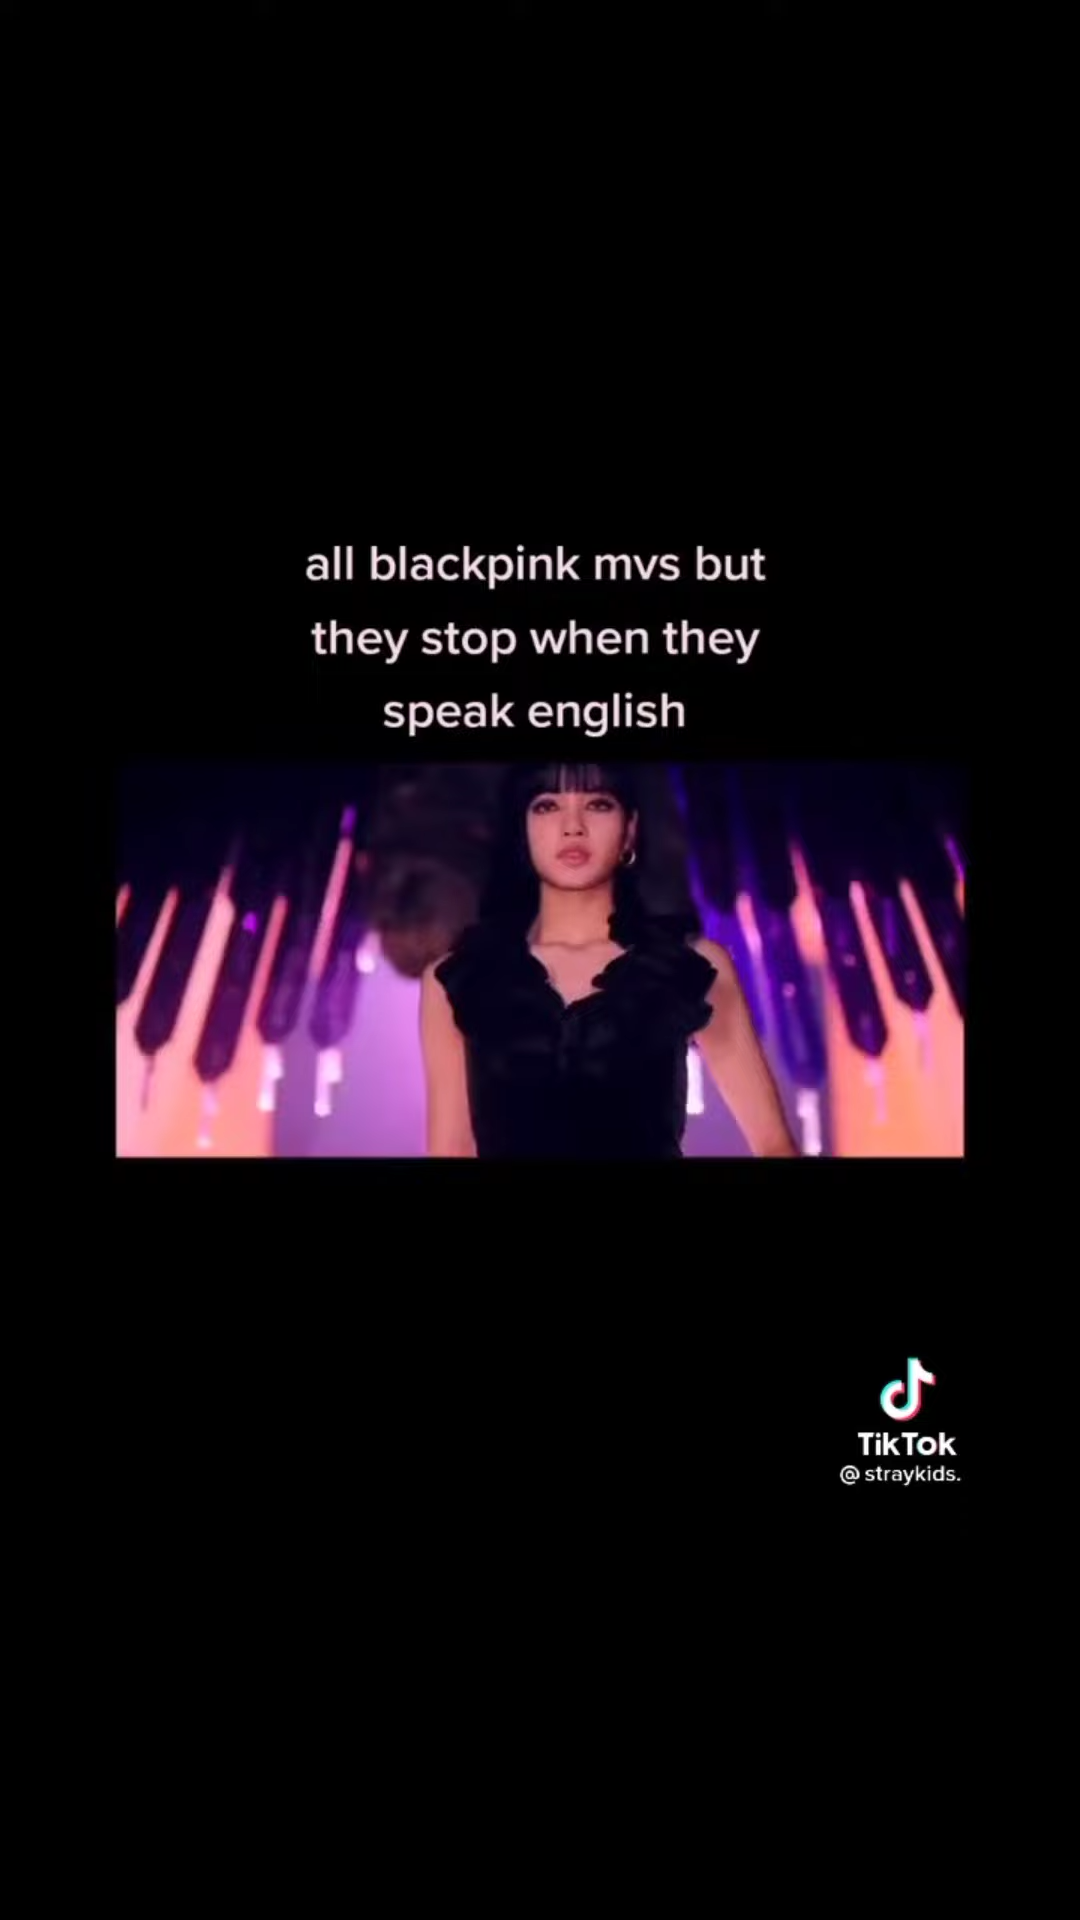 all blackpink mvs but
they stop when they
speak english
TikTok
@straykids.